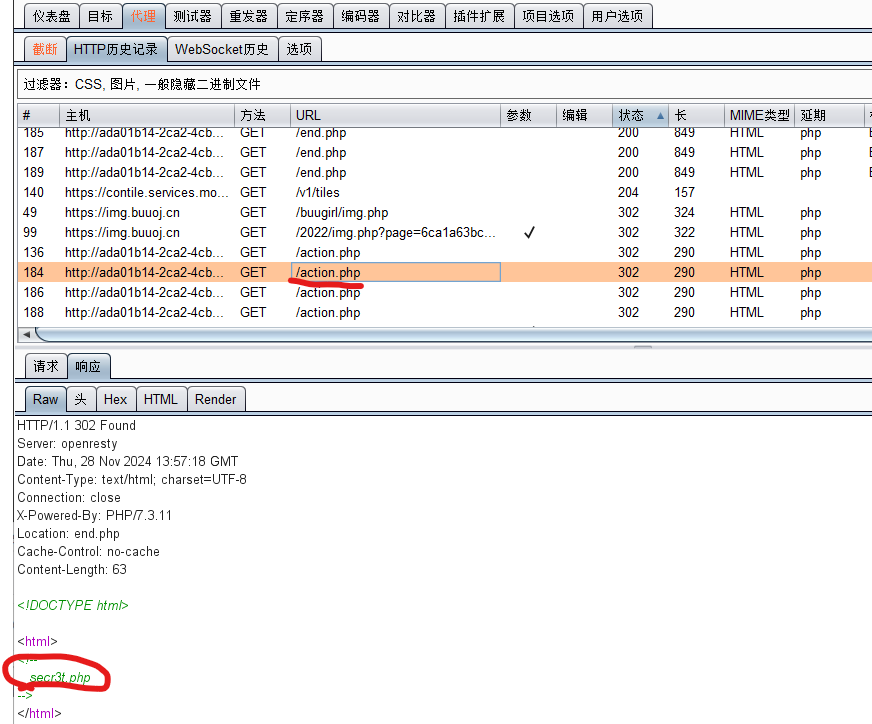 仪表盘 目标 代理 测试器 重发器 定序器 编码器 对比器 插件扩展 项目选项 用户选项
截断 HTTP历史记录 WebSocket历史 选项
过滤器：CSS, 图片, 一般隐藏二进制文件
# 主机 方法 URL 参数 编辑 状态 长 MIME类型 延期
185 http://ada01b14-2ca2-4cb... GET /end.php 200 849 HTML php
187 http://ada01b14-2ca2-4cb... GET /end.php 200 849 HTML php
189 http://ada01b14-2ca2-4cb... GET /end.php 200 849 HTML php
140 https://contile.services.mo... GET /v1/tiles 204 157
49 https://img.buuoj.cn GET /buugirl/img.php 302 324 HTML php
99 https://img.buuoj.cn GET /2022/img.php?page=6ca1a63bc... ✓ 302 322 HTML php
136 http://ada01b14-2ca2-4cb... GET /action.php 302 290 HTML php
184 http://ada01b14-2ca2-4cb... GET /action.php 302 290 HTML php
186 http://ada01b14-2ca2-4cb... GET /action.php 302 290 HTML php
188 http://ada01b14-2ca2-4cb... GET /action.php 302 290 HTML php
请求 响应
Raw 头 Hex HTML Render
HTTP/1.1 302 Found
Server: openresty
Date: Thu, 28 Nov 2024 13:57:18 GMT
Content-Type: text/html; charset=UTF-8
Connection: close
X-Powered-By: PHP/7.3.11
Location: end.php
Cache-Control: no-cache
Content-Length: 63
<!DOCTYPE html>
<html>
<!--
secr3t.php
-->
</html>